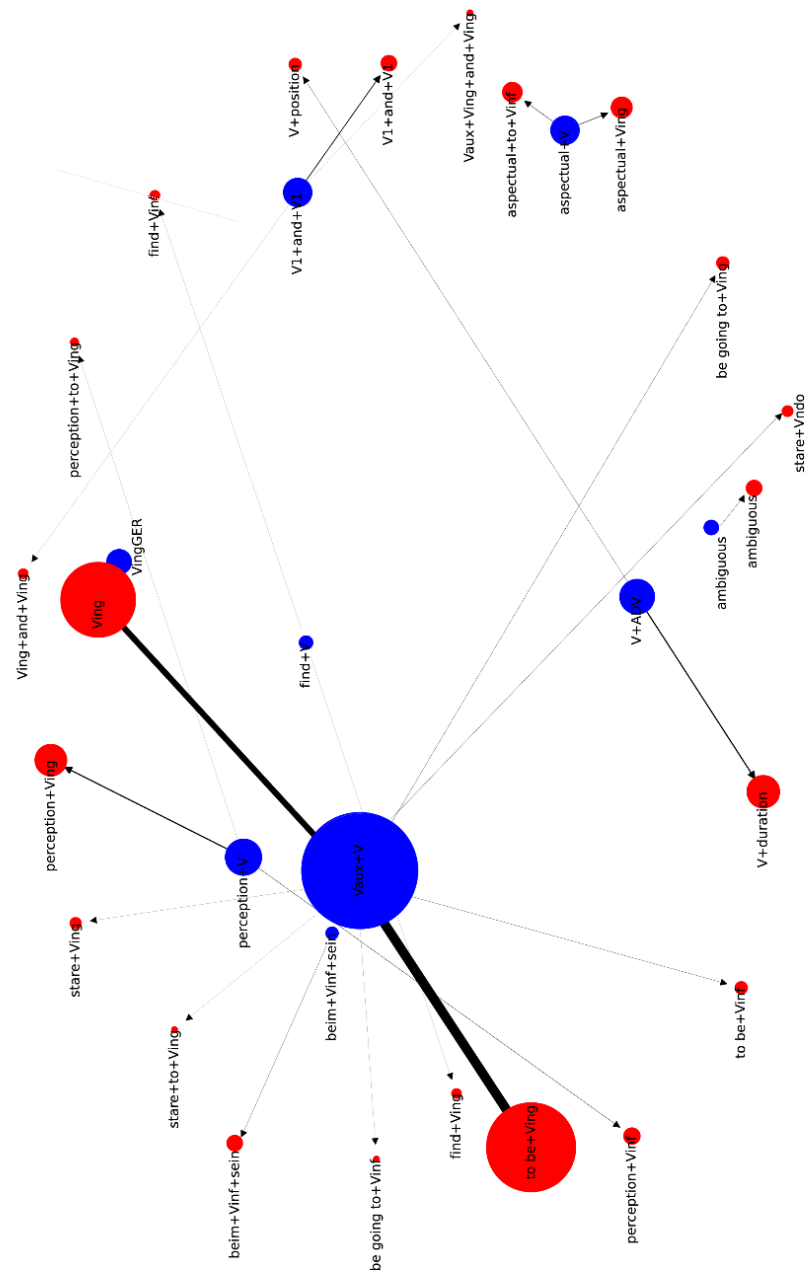 Vaux+Ving+and+Ving
V+position
V1+and+V1
aspectual+to+Vinf
aspectual+V
aspectual+Ving
find+Vinf
V1+and+V1
be going to+Ving
perception+to+Ving
stare+Vndo
ambiguous
ambiguous
VingGER
Ving
Ving+and+Ving
V+ADV
find+V
perception+Ving
V+duration
Vaux+V
perception+V
stare+Ving
beim+Vinf+sein
to be+Vinf
stare+to+Ving
find+Ving
to be+Ving
perception+Vinf
beim+Vinf+sein
be going to+Vinf